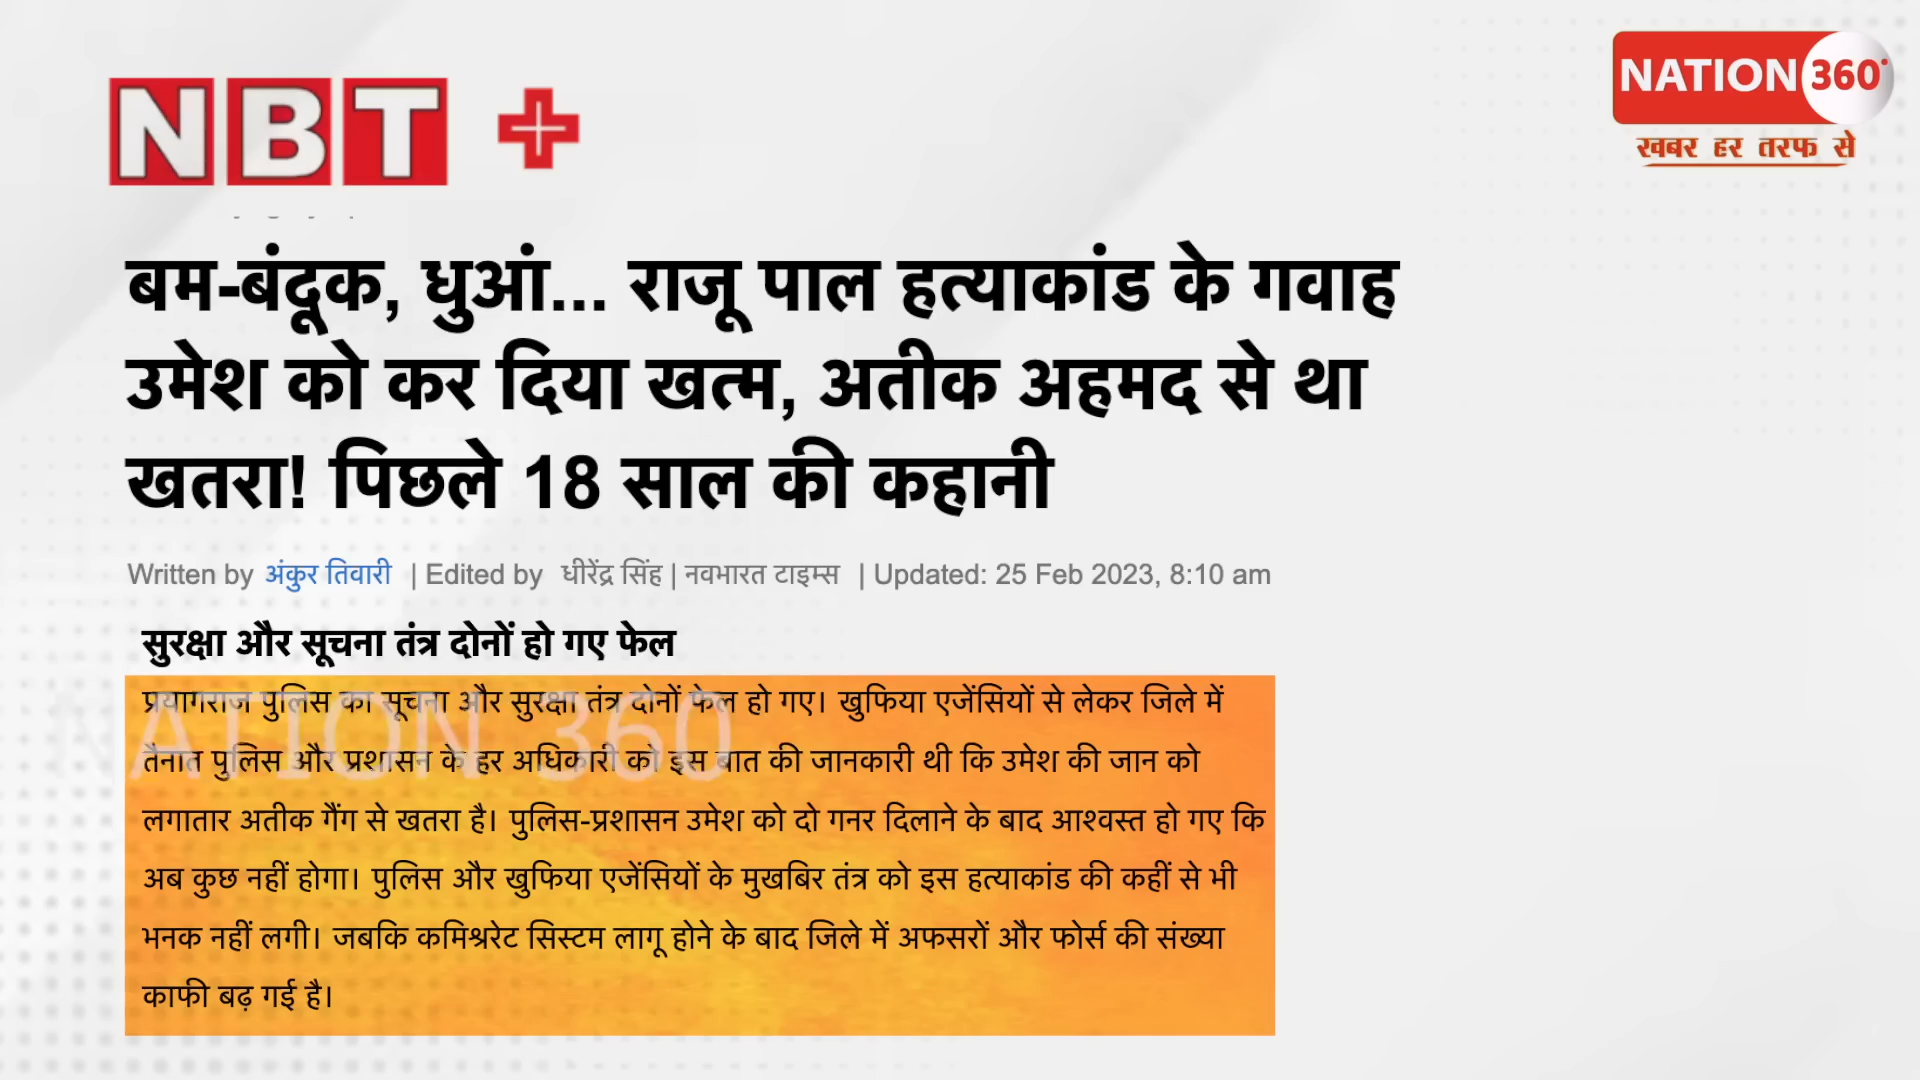 NBT +
NATION 360°
खबर हर तरफ से
बम-बंदूक, धुआं... राजू पाल हत्याकांड के गवाह
उमेश को कर दिया खत्म, अतीक अहमद से था
खतरा! पिछले 18 साल की कहानी
Written by अंकुर तिवारी | Edited by धीरेंद्र सिंह | नवभारत टाइम्स | Updated: 25 Feb 2023, 8:10 am
सुरक्षा और सूचना तंत्र दोनों हो गए फेल
प्रयागराज पुलिस का सूचना और सुरक्षा तंत्र दोनों फेल हो गए। खुफिया एजेंसियों से लेकर जिले में
तैनात पुलिस और प्रशासन के हर अधिकारी को इस बात की जानकारी थी कि उमेश की जान को
लगातार अतीक गैंग से खतरा है। पुलिस-प्रशासन उमेश को दो गनर दिलाने के बाद आश्वस्त हो गए कि
अब कुछ नहीं होगा। पुलिस और खुफिया एजेंसियों के मुखबिर तंत्र को इस हत्याकांड की कहीं से भी
भनक नहीं लगी। जबकि कमिश्नरेट सिस्टम लागू होने के बाद जिले में अफसरों और फोर्स की संख्या
काफी बढ़ गई है।
NATION 360